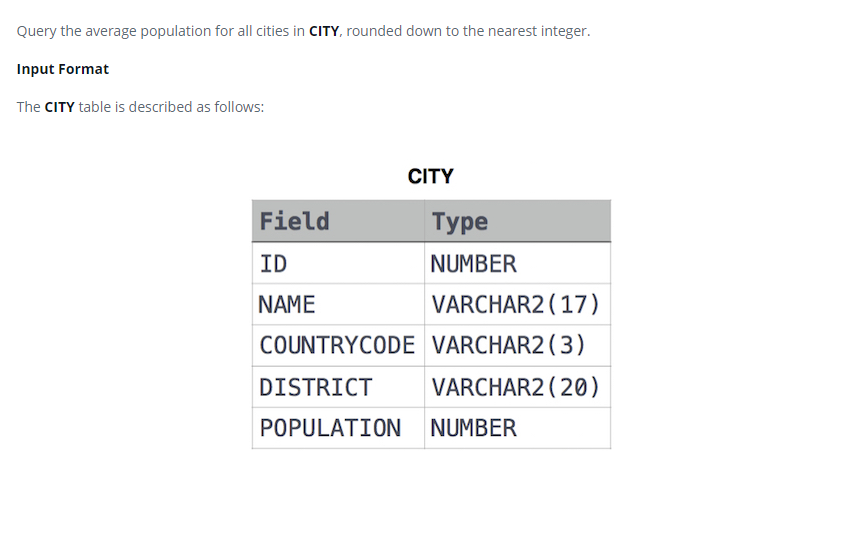 Query the average population for all cities in CITY, rounded down to the nearest integer.
Input Format
The CITY table is described as follows:
CITY
Field Type
ID NUMBER
NAME VARCHAR2(17)
COUNTRYCODE VARCHAR2(3)
DISTRICT VARCHAR2(20)
POPULATION NUMBER